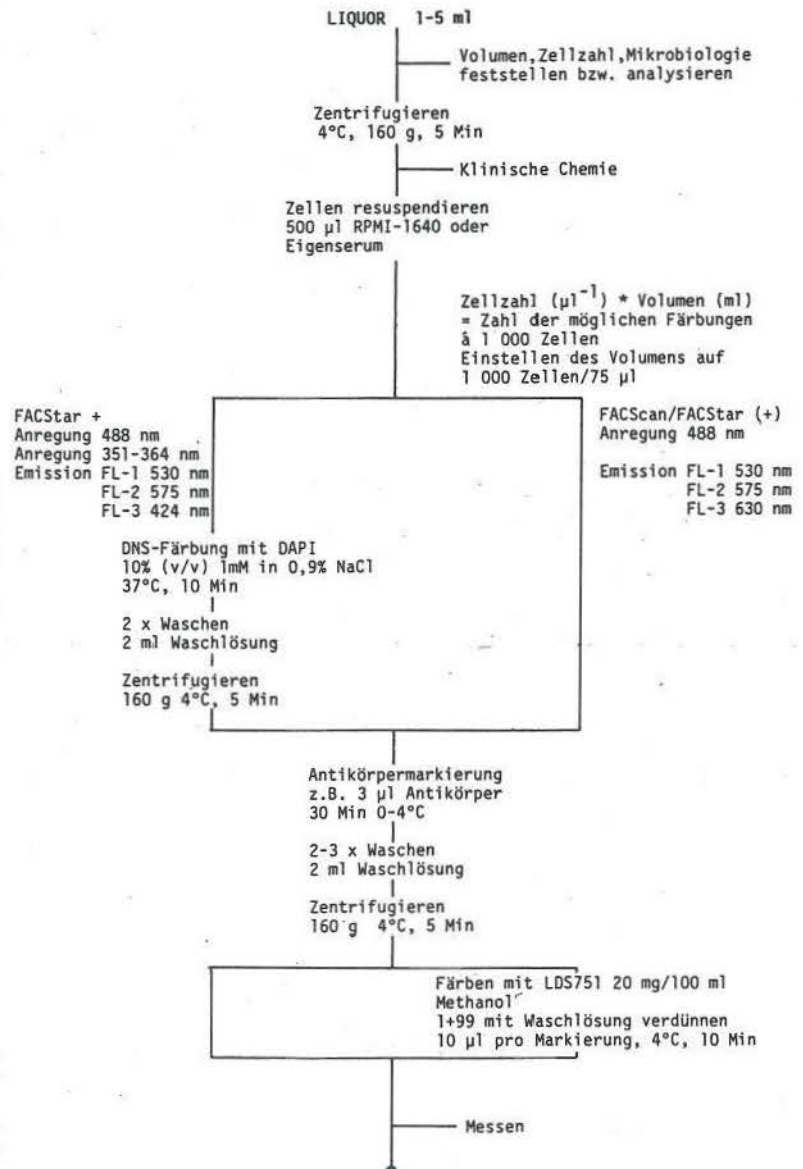 LIQUOR 1-5 ml
Volumen,Zellzahl,Mikrobiologie
feststellen bzw. analysieren
Zentrifugieren
4°C, 160 g, 5 Min
Klinische Chemie
Zellen resuspendieren
500 µl RPMI-1640 oder
Eigenserum
Zellzahl (µl⁻¹) * Volumen (ml)
= Zahl der möglichen Färbungen
à 1 000 Zellen
Einstellen des Volumens auf
1 000 Zellen/75 µl
FACStar +
Anregung 488 nm
Anregung 351-364 nm
Emission FL-1 530 nm
FL-2 575 nm
FL-3 424 nm
FACScan/FACStar (+)
Anregung 488 nm
Emission FL-1 530 nm
FL-2 575 nm
FL-3 630 nm
DNS-Färbung mit DAPI
10% (v/v) 1mM in 0,9% NaCl
37°C, 10 Min
2 x Waschen
2 ml Waschlösung
Zentrifugieren
160 g 4°C, 5 Min
Antikörpermarkierung
z.B. 3 µl Antikörper
30 Min 0-4°C
2-3 x Waschen
2 ml Waschlösung
Zentrifugieren
160 g 4°C, 5 Min
Färben mit LDS751 20 mg/100 ml
Methanol
1+99 mit Waschlösung verdünnen
10 µl pro Markierung, 4°C, 10 Min
Messen